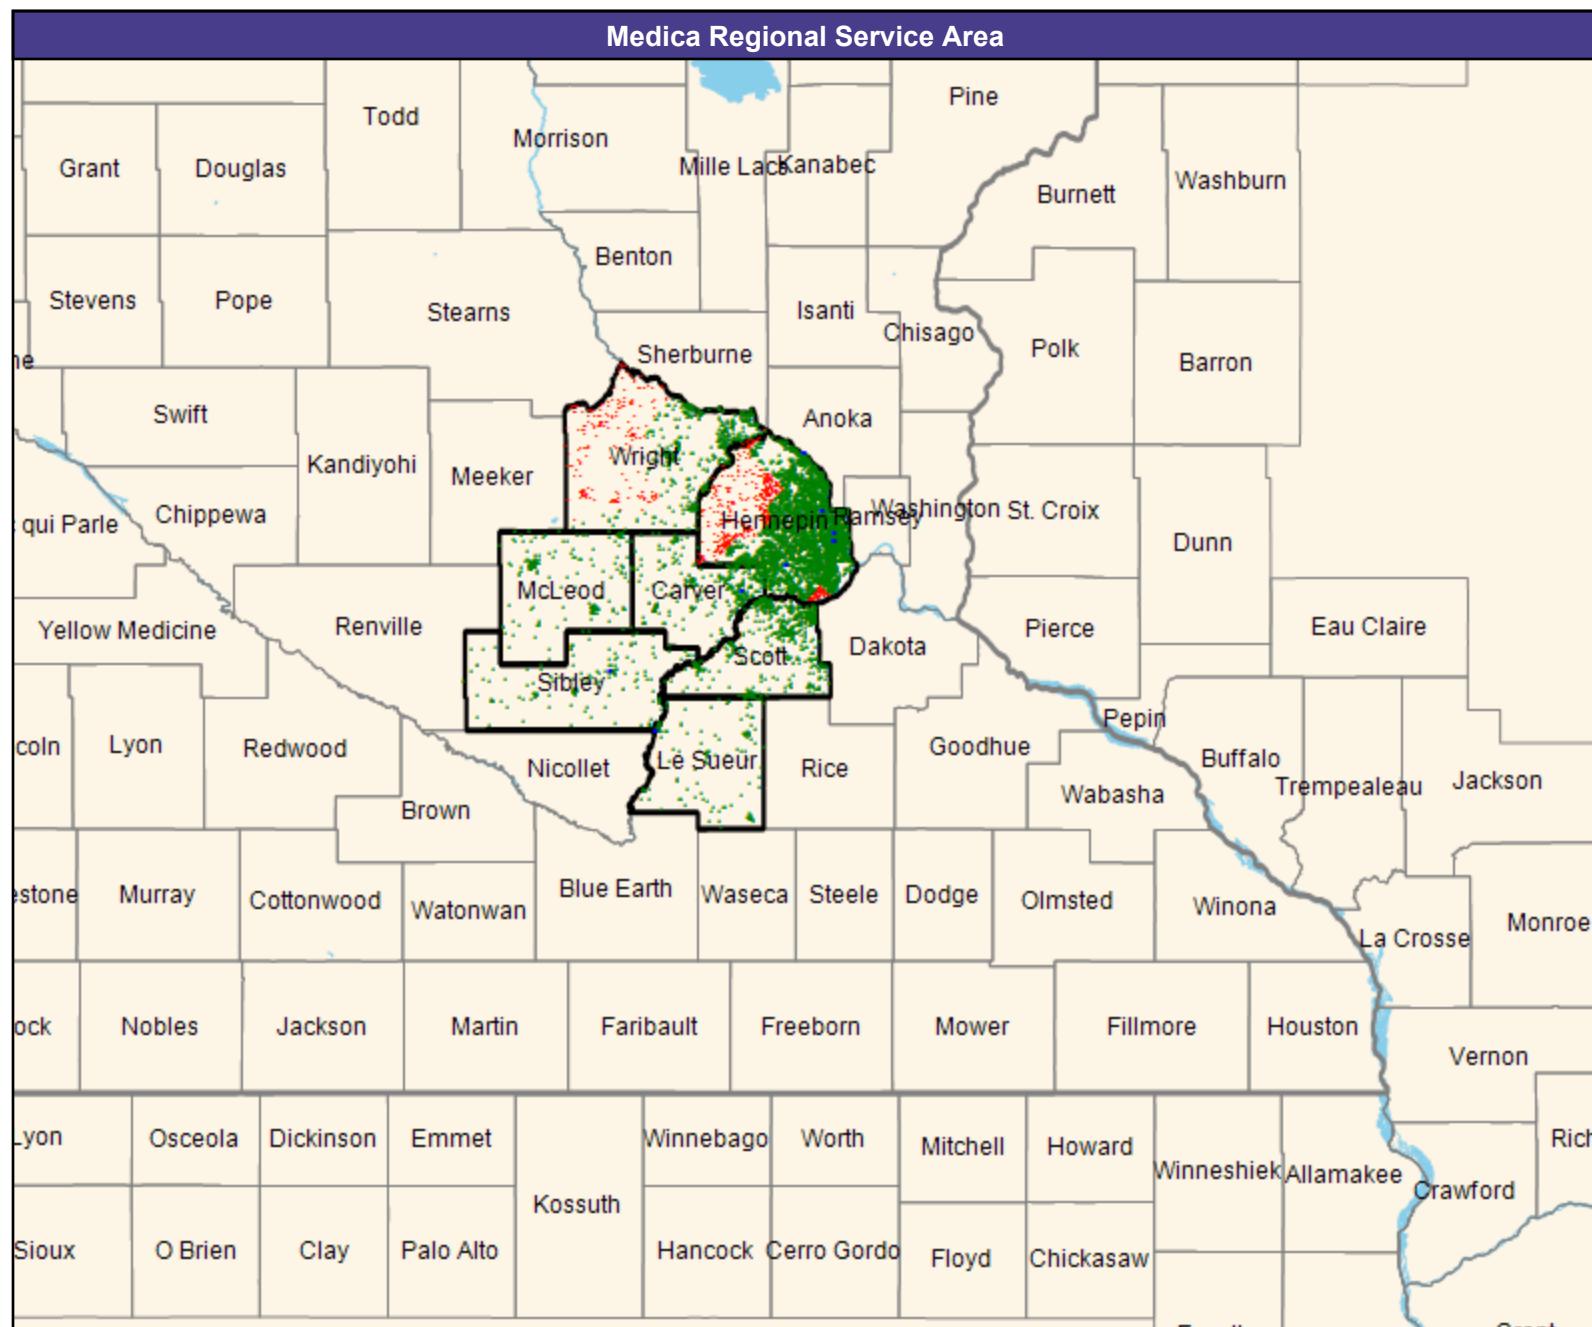 Medica Regional Service Area
Todd
Pine
Morrison
Grant
Douglas
Mille Lacs
Kanabec
Burnett
Washburn
Benton
Stevens
Pope
Stearns
Isanti
Chisago
Polk
Barron
Sherburne
ne
Swift
Anoka
Kandiyohi
Meeker
Wright
qui Parle
Chippewa
Hennepin
Ramsey
Washington
St. Croix
Dunn
McLeod
Carver
Yellow Medicine
Renville
Pierce
Eau Claire
Sibley
Scott
Dakota
coln
Lyon
Redwood
Nicollet
Le Sueur
Rice
Goodhue
Pepin
Buffalo
Trempealeau
Jackson
Brown
Wabasha
estone
Murray
Cottonwood
Watonwan
Blue Earth
Waseca
Steele
Dodge
Olmsted
Winona
La Crosse
Monroe
ock
Nobles
Jackson
Martin
Faribault
Freeborn
Mower
Fillmore
Houston
Vernon
Lyon
Osceola
Dickinson
Emmet
Winnebago
Worth
Mitchell
Howard
Winneshiek
Allamakee
Crawford
Rich
Kossuth
Sioux
O Brien
Clay
Palo Alto
Hancock
Cerro Gordo
Floyd
Chickasaw